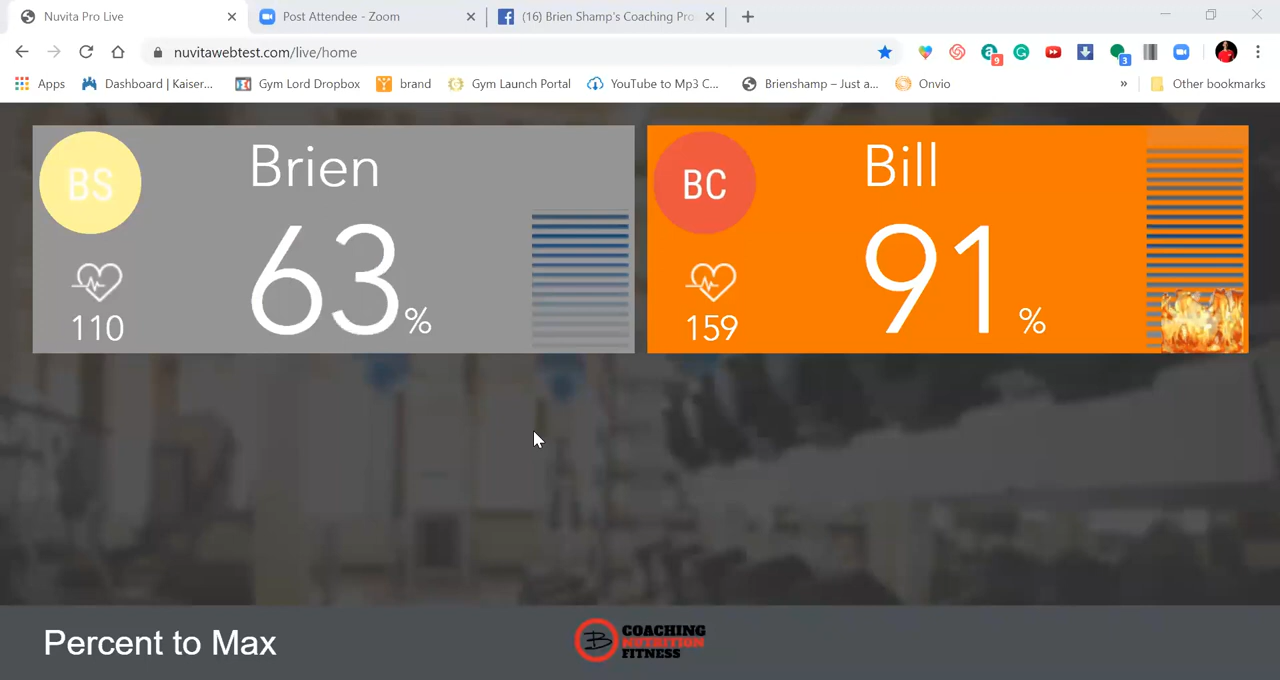 Nuvita Pro Live
Post Attendee - Zoom
(16) Brien Shamp's Coaching Pro
nuvitawebtest.com/live/home
9
3
Apps
Dashboard | Kaiser...
Gym Lord Dropbox
brand
Gym Launch Portal
YouTube to Mp3 C...
Brienshamp – Just a...
Onvio
»
Other bookmarks
BS
Brien
63 %
110
BC
Bill
91 %
159
Percent to Max
B
COACHING
NUTRITION
FITNESS